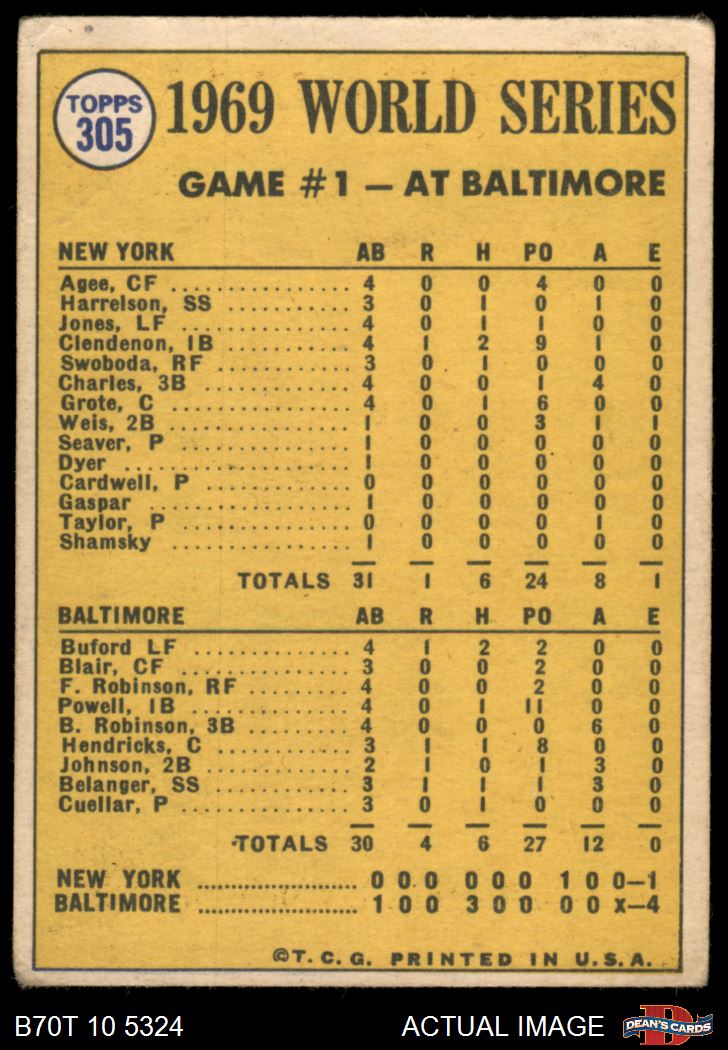 TOPPS
305
1969 WORLD SERIES
GAME #1 — AT BALTIMORE
NEW YORK AB R H PO A E
Agee, CF ................ 4 0 0 4 0 0
Harrelson, SS ............ 3 0 1 0 1 0
Jones, LF ................ 4 0 1 1 0 0
Clendenon, 1B ........... 4 1 2 9 1 0
Swoboda, RF ............ 3 0 1 0 0 0
Charles, 3B ............. 4 0 0 1 4 0
Grote, C ................ 4 0 1 6 0 0
Weis, 2B ................ 1 0 0 3 1 1
Seaver, P ............... 1 0 0 0 0 0
Dyer .................... 1 0 0 0 0 0
Cardwell, P ............. 0 0 0 0 0 0
Gaspar .................. 1 0 0 0 0 0
Taylor, P ............... 0 0 0 0 1 0
Shamsky ................ 1 0 0 0 0 0
TOTALS 31 1 6 24 8 1
BALTIMORE AB R H PO A E
Buford LF .............. 4 1 2 2 0 0
Blair, CF ............... 3 0 0 2 0 0
F. Robinson, RF ......... 4 0 0 2 0 0
Powell, 1B .............. 4 0 1 11 0 0
B. Robinson, 3B .......... 4 0 0 0 6 0
Hendricks, C ............ 3 1 1 8 0 0
Johnson, 2B ............. 2 1 0 1 3 0
Belanger, SS ............ 3 1 1 1 3 0
Cuellar, P .............. 3 0 1 0 0 0
TOTALS 30 4 6 27 12 0
NEW YORK .................... 0 0 0 0 0 0 1 0 0—1
BALTIMORE .................... 1 0 0 3 0 0 0 0 x—4
©T. C. G. PRINTED IN U.S.A.
B70T 10 5324 ACTUAL IMAGE D DEAN'S CARDS